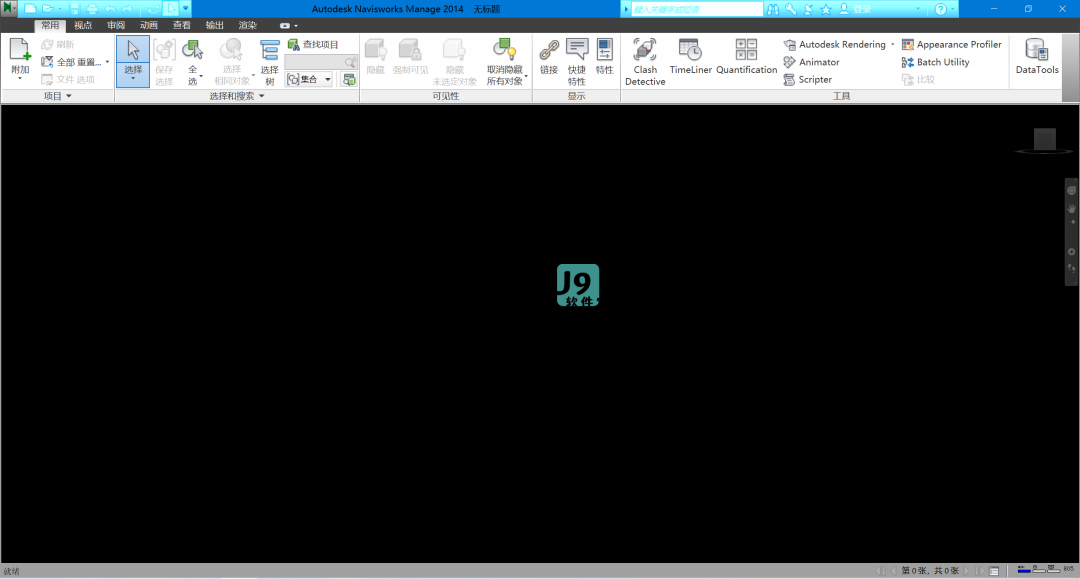 Autodesk Navisworks Manage 2014 无标题
键入关键字或短语
登录
常用 视点 审阅 动画 查看 输出 渲染
附加
刷新
全部 重置...
文件 选项
项目
选择
保存
选择
全
选
选择
相同对象
选择
树
查找项目
集合
选择和搜索
隐藏
强制可见
隐藏
未选定对象
取消隐藏
所有对象
可见性
链接
快捷
特性
特性
显示
Clash
Detective
TimeLiner
Quantification
Autodesk Rendering
Animator
Scripter
Appearance Profiler
Batch Utility
比较
工具
DataTools
J9
软件
就绪
第 0 张, 共 0 张
805